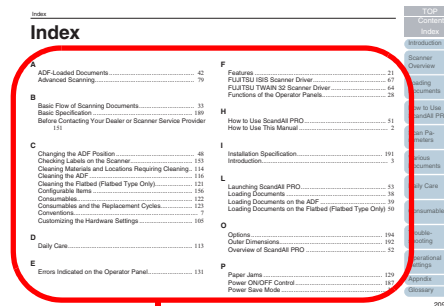 Index
TOP
Contents
Index
Index
Introduction
Scanner
Overview
Loading
Documents
How to Use
ScandAll PRO
Scan Pa-
rameters
Various
Documents
Daily Care
Consumables
Trouble-
shooting
Operational
Settings
Appendix
Glossary
A
ADF-Loaded Documents 42
Advanced Scanning 79
B
Basic Flow of Scanning Documents 33
Basic Specification 189
Before Contacting Your Dealer or Scanner Service Provider
151
C
Changing the ADF Position 48
Checking Labels on the Scanner 153
Cleaning Materials and Locations Requiring Cleaning 114
Cleaning the ADF 116
Cleaning the Flatbed (Flatbed Type Only) 121
Configurable Items 156
Consumables 122
Consumables and the Replacement Cycles 123
Conventions 7
Customizing the Hardware Settings 105
D
Daily Care 113
E
Errors Indicated on the Operator Panel 131
F
Features 21
FUJITSU ISIS Scanner Driver 67
FUJITSU TWAIN 32 Scanner Driver 64
Functions of the Operator Panels 28
H
How to Use ScandAll PRO 51
How to Use This Manual 2
I
Installation Specification 191
Introduction 3
L
Launching ScandAll PRO 53
Loading Documents 38
Loading Documents on the ADF 39
Loading Documents on the Flatbed (Flatbed Type Only) 50
O
Options 194
Outer Dimensions 192
Overview of ScandAll PRO 52
P
Paper Jams 129
Power ON/OFF Control 187
Power Save Mode